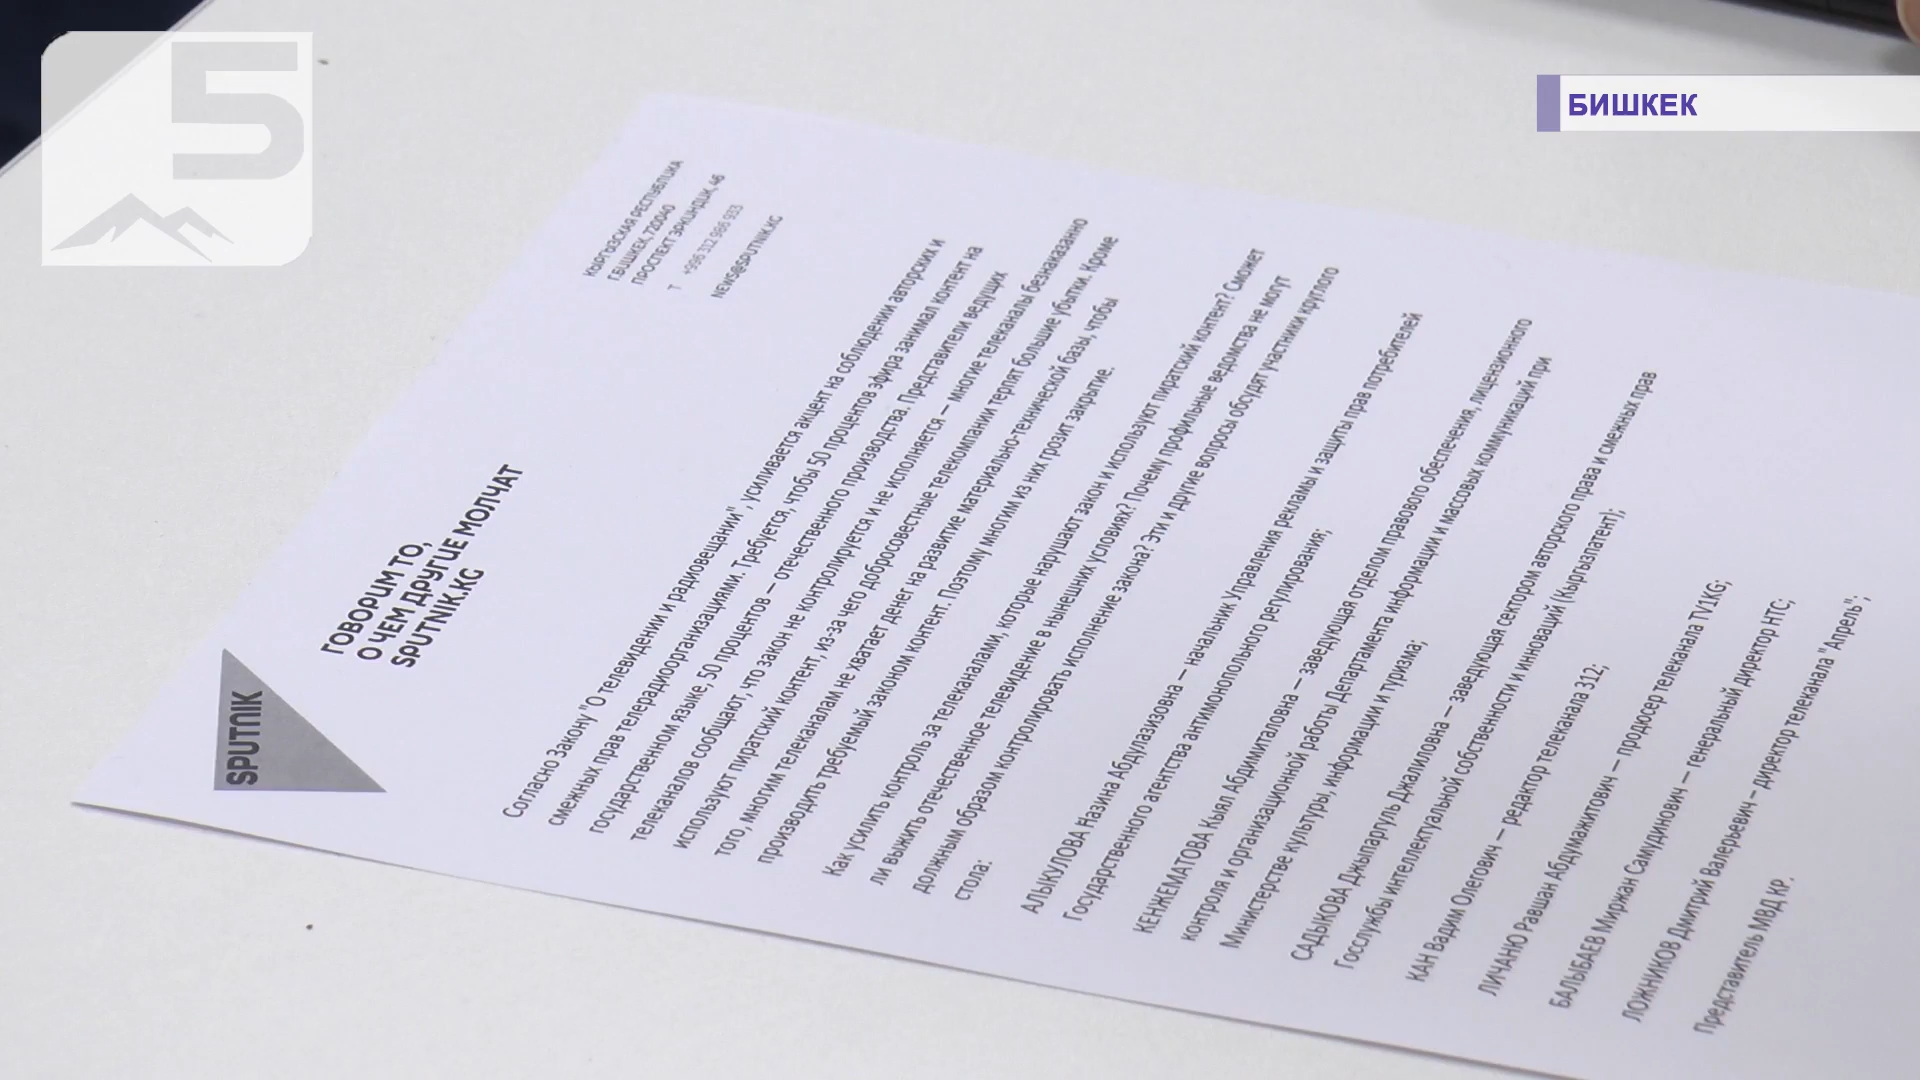 5
БИШКЕК
SPUTNIK
ГОВОРИМ ТО,
О ЧЕМ ДРУГИЕ МОЛЧАТ
SPUTNIK.KG
КЫРГЫЗСКАЯ РЕСПУБЛИКА
Г.БИШКЕК, 720040
ПРОСПЕКТ ЭРКИНДИК, 46
T +996 312 986 933
NEWS@SPUTNIK.KG
Согласно Закону "О телевидении и радиовещании", усиливается акцент на соблюдении авторских и
смежных прав телерадиоорганизациями. Требуется, чтобы 50 процентов эфира занимал контент на
государственном языке, 50 процентов — отечественного производства. Представители ведущих
телеканалов сообщают, что закон не контролируется и не исполняется — многие телеканалы безнаказанно
используют пиратский контент, из-за чего добросовестные телекомпании терпят большие убытки. Кроме
того, многим телеканалам не хватает денег на развитие материально-технической базы, чтобы
производить требуемый законом контент. Поэтому многим из них грозит закрытие.
Как усилить контроль за телеканалами, которые нарушают закон и используют пиратский контент? Сможет
ли выжить отечественное телевидение в нынешних условиях? Почему профильные ведомства не могут
должным образом контролировать исполнение закона? Эти и другие вопросы обсудят участники круглого
стола:
АЛЫКУЛОВА Назина Абдулазизовна — начальник Управления рекламы и защиты прав потребителей
Государственного агентства антимонопольного регулирования;
КЕНЖЕМАТОВА Кыял Абдимиталовна — заведующая отделом правового обеспечения, лицензионного
контроля и организационной работы Департамента информации и массовых коммуникаций при
Министерстве культуры, информации и туризма;
САДЫКОВА Джыпаргуль Джалиловна — заведующая сектором авторского права и смежных прав
Госслужбы интеллектуальной собственности и инноваций (Кыргызпатент);
КАН Вадим Олегович — редактор телеканала 312;
ЛИЧАНЮ Равшан Абдумажитович — продюсер телеканала TV1KG;
БАЛЫБАЕВ Миржан Самудинович — генеральный директор НТС;
ЛОЖНИКОВ Дмитрий Валерьевич — директор телеканала "Апрель";
Представитель МВД КР.